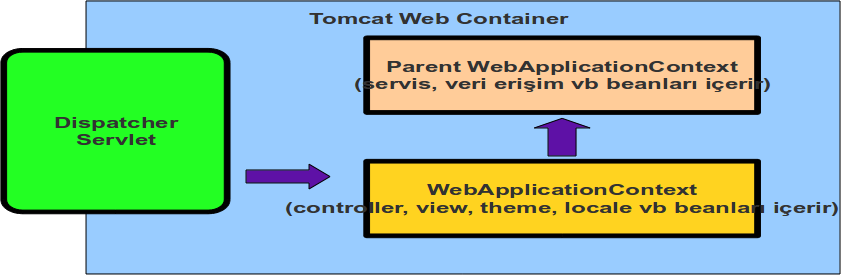 Tomcat Web Container
Parent WebApplicationContext
(servis, veri erişim vb beanları içerir)
Dispatcher
Servlet
WebApplicationContext
(controller, view, theme, locale vb beanları içerir)